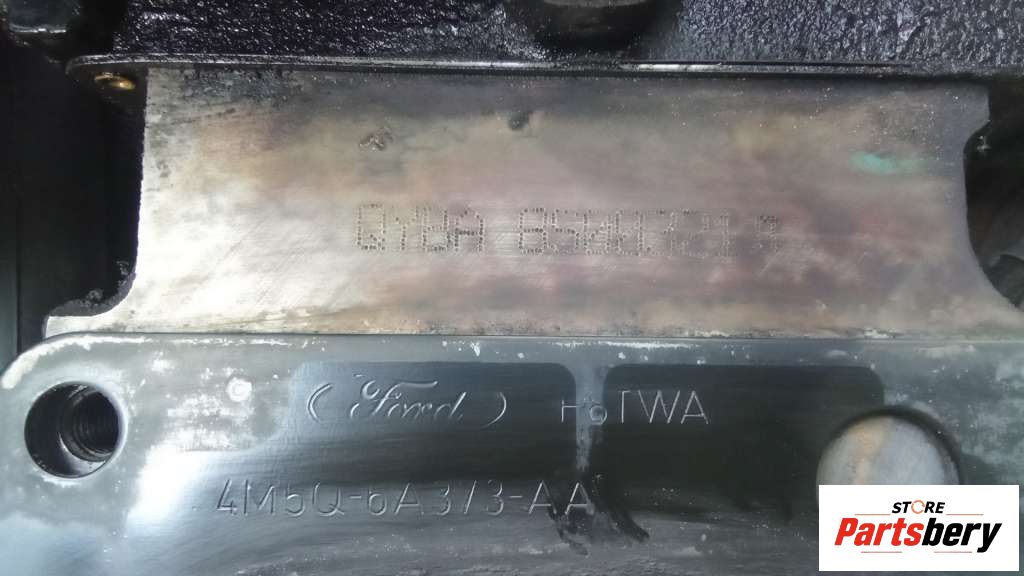 QYBA
Ford HoTWA
4M5Q-6A373-AA
STORE
Partsbery